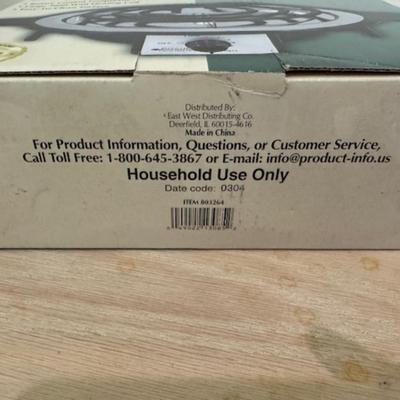 Distributed By:
East West Distributing Co.
Deerfield, IL 60015-4616
Made in China
For Product Information, Questions, or Customer Service,
Call Toll Free: 1-800-645-3867 or E-mail: info@product-info.us
Household Use Only
Date code: 0304
ITEM 803264